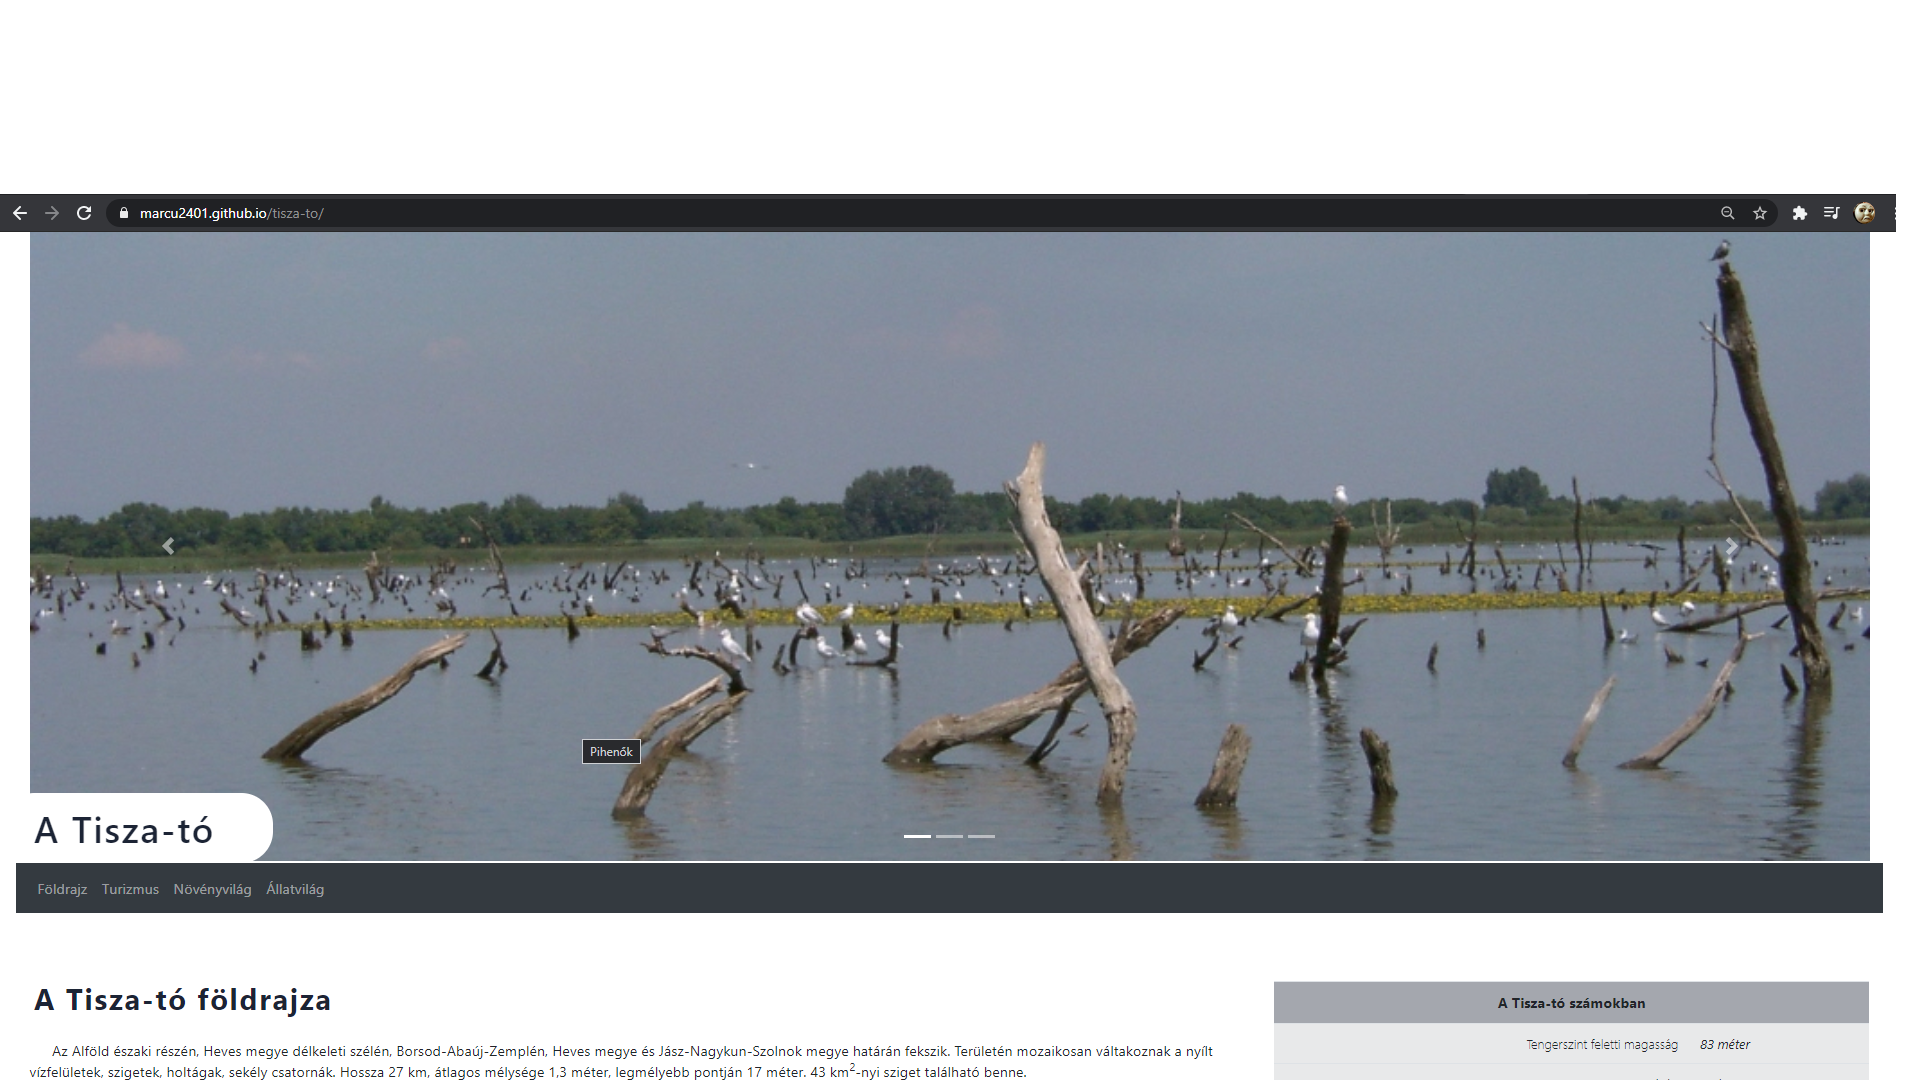 marcu2401.github.io/tisza-to/
Pihenők
A Tisza-tó
Földrajz Turizmus Növényvilág Állatvilág
A Tisza-tó földrajza
Az Alföld északi részén, Heves megye délkeleti szélén, Borsod-Abaúj-Zemplén, Heves megye és Jász-Nagykun-Szolnok megye határán fekszik. Területén mozaikosan váltakoznak a nyílt
vízfelületek, szigetek, holtágak, sekély csatornák. Hossza 27 km, átlagos mélysége 1,3 méter, legmélyebb pontján 17 méter. 43 km²-nyi sziget található benne.
A Tisza-tó számokban
Tengerszint feletti magasság 83 méter